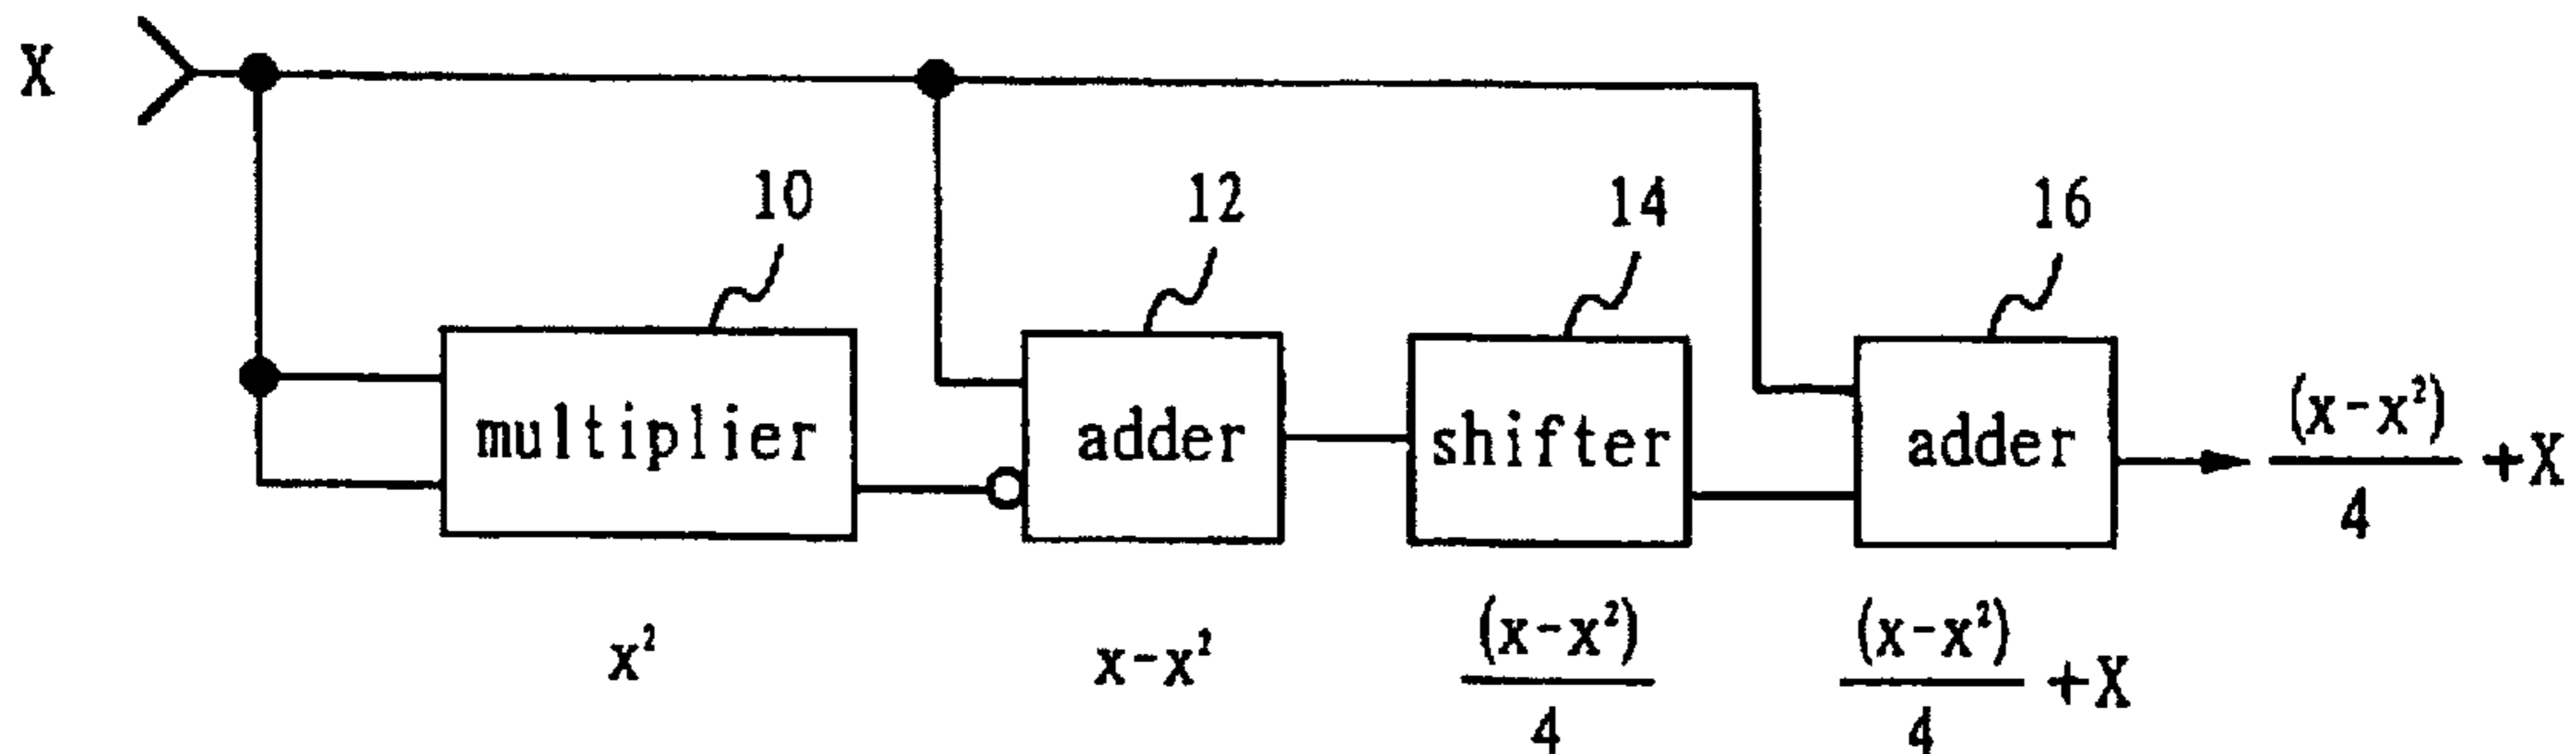 X
10
12
14
16
multiplier
adder
shifter
adder
(x-x²)/4 +X
x²
x-x²
(x-x²)/4
(x-x²)/4 +X